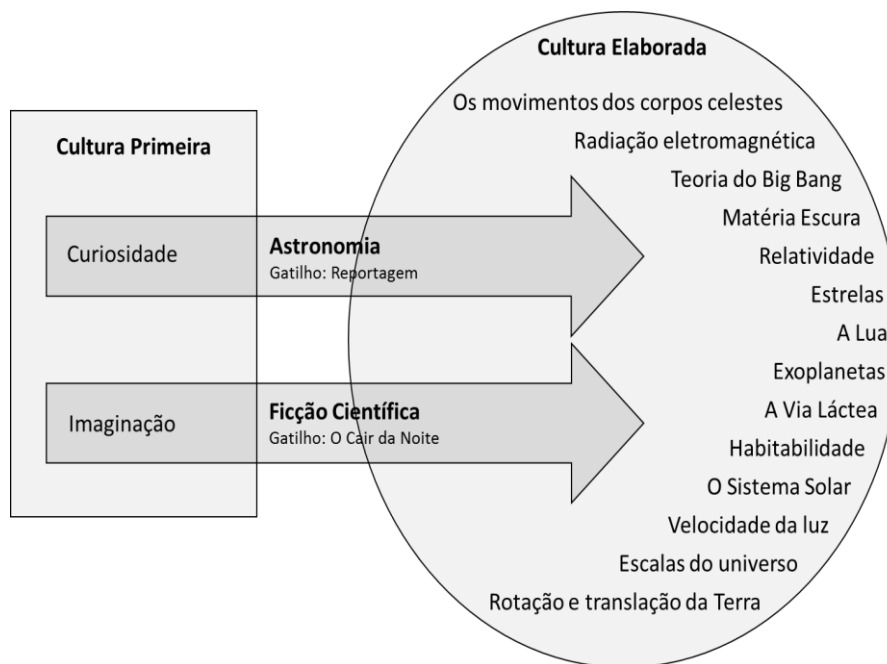 Cultura Primeira
Curiosidade
Astronomia
Gatilho: Reportagem
Imaginação
Ficção Científica
Gatilho: O Cair da Noite
Cultura Elaborada
Os movimentos dos corpos celestes
Radiação eletromagnética
Teoria do Big Bang
Matéria Escura
Relatividade
Estrelas
A Lua
Exoplanetas
A Via Láctea
Habitabilidade
O Sistema Solar
Velocidade da luz
Escalas do universo
Rotação e translação da Terra